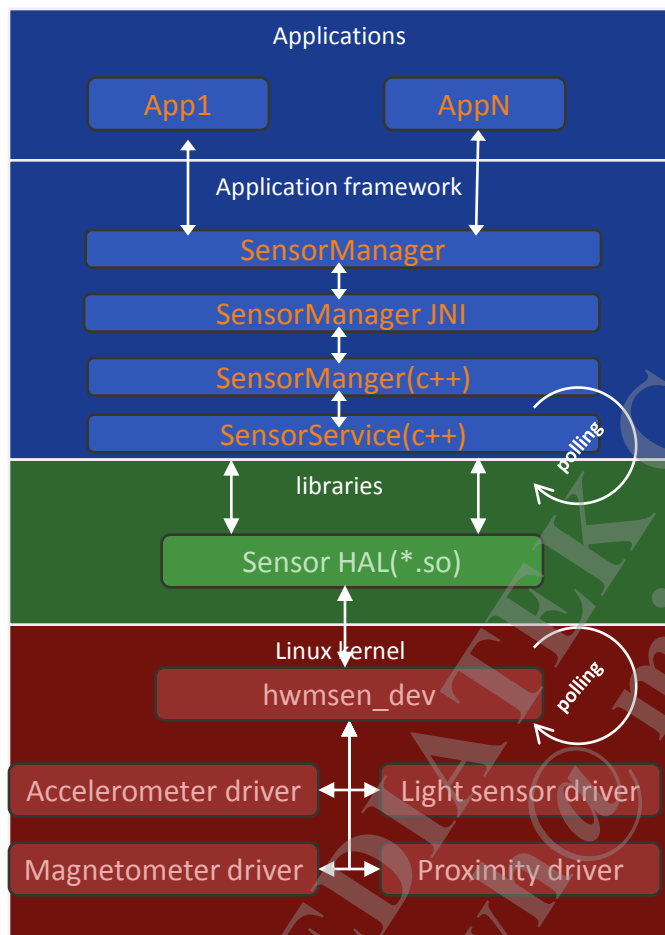 Applications
App1
AppN
Application framework
SensorManager
SensorManager JNI
SensorManger(c++)
SensorService(c++)
polling
libraries
Sensor HAL(*.so)
Linux kernel
hwmsen_dev
polling
Accelerometer driver
Light sensor driver
Magnetometer driver
Proximity driver